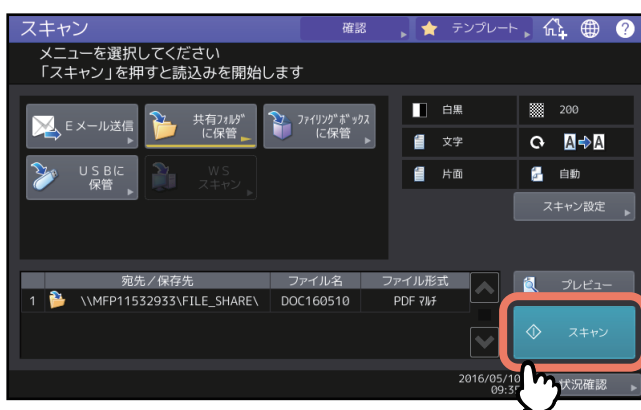 スキャン 確認 テンプレート ?
メニューを選択してください
「スキャン」を押すと読込みを開始します
Eメール送信
共有フォルダ
に保管
ファイリングボックス
に保管
USBに
保管
WS
スキャン
白黒 200
文字 A⇨A
片面 自動
スキャン設定
宛先/保存先 ファイル名 ファイル形式
1 \\MFP11532933\FILE_SHARE\ DOC160510 PDF マルチ
プレビュー
スキャン
2016/05/10
09:3
状況確認